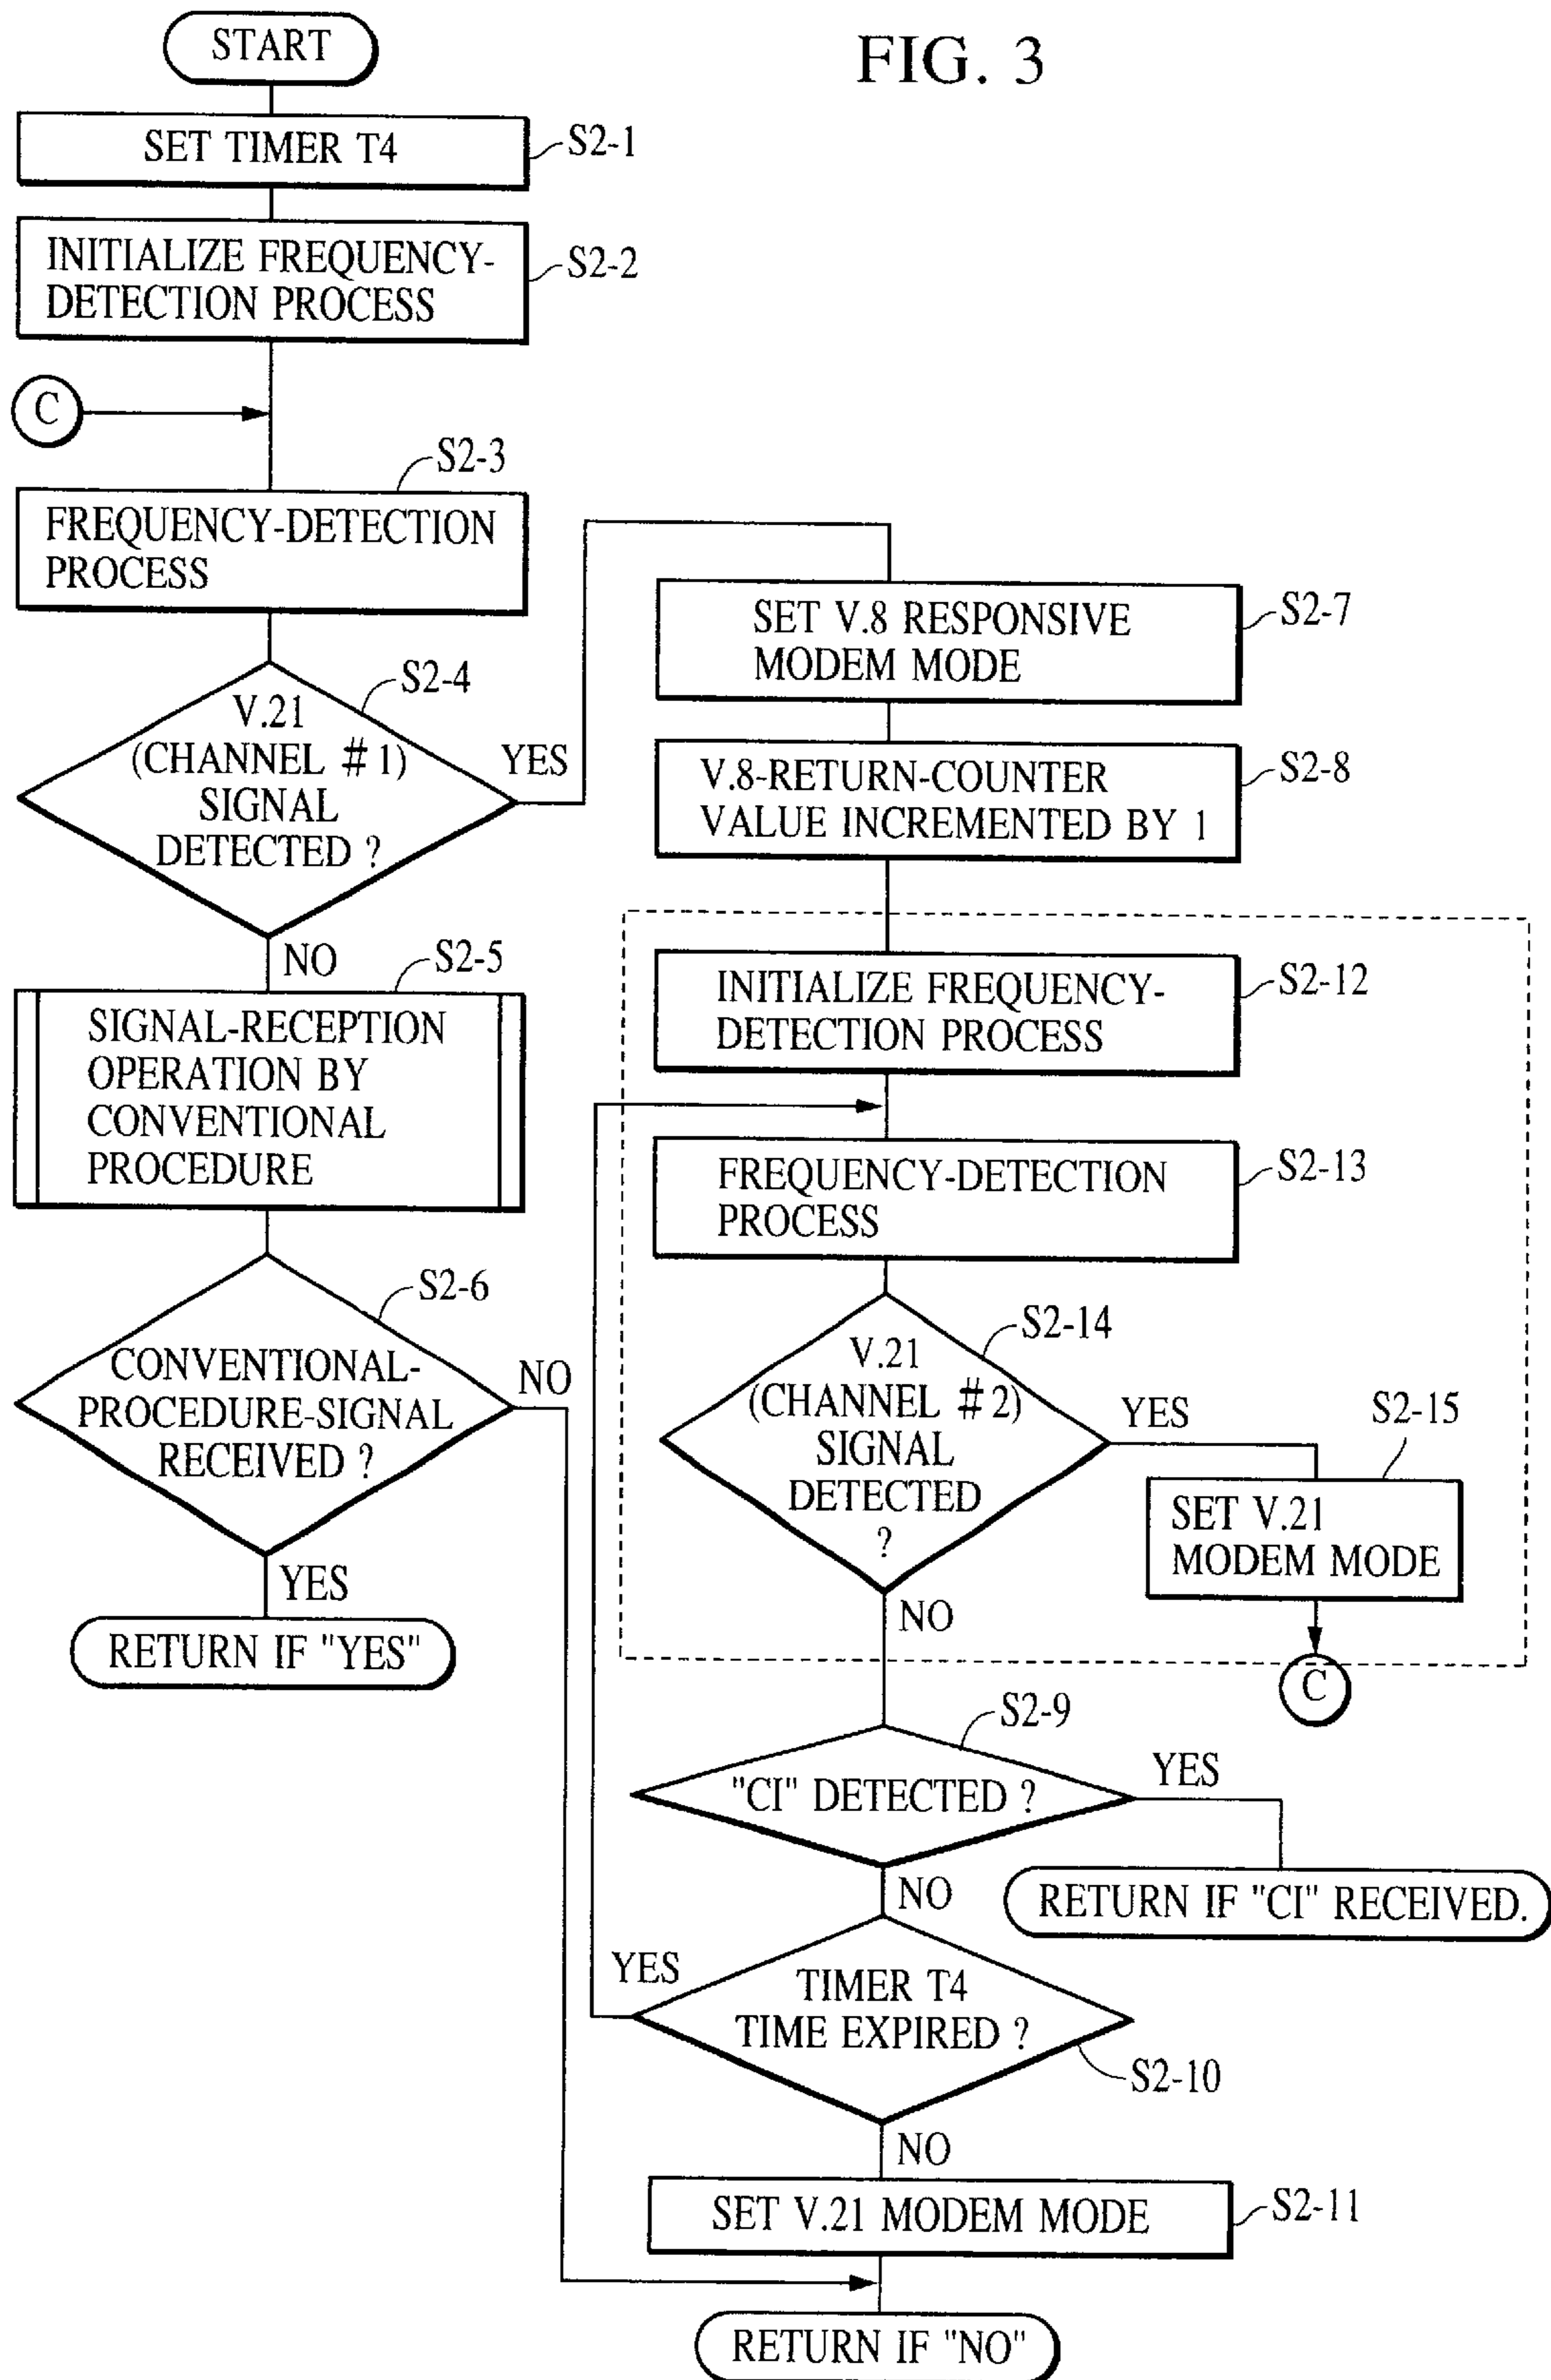 FIG. 3
START
SET TIMER T4
S2-1
INITIALIZE FREQUENCY-
DETECTION PROCESS
S2-2
C
S2-3
FREQUENCY-DETECTION
PROCESS
S2-4
V.21
(CHANNEL #1)
SIGNAL
DETECTED ?
YES
NO
S2-5
SIGNAL-RECEPTION
OPERATION BY
CONVENTIONAL
PROCEDURE
S2-6
CONVENTIONAL-
PROCEDURE-SIGNAL
RECEIVED ?
NO
YES
RETURN IF "YES"
SET V.8 RESPONSIVE
MODEM MODE
S2-7
V.8-RETURN-COUNTER
VALUE INCREMENTED BY 1
S2-8
INITIALIZE FREQUENCY-
DETECTION PROCESS
S2-12
FREQUENCY-DETECTION
PROCESS
S2-13
S2-14
V.21
(CHANNEL #2)
SIGNAL
DETECTED
?
YES
S2-15
SET V.21
MODEM MODE
C
NO
S2-9
"CI" DETECTED ?
YES
RETURN IF "CI" RECEIVED.
NO
YES
TIMER T4
TIME EXPIRED ?
S2-10
NO
SET V.21 MODEM MODE
S2-11
RETURN IF "NO"